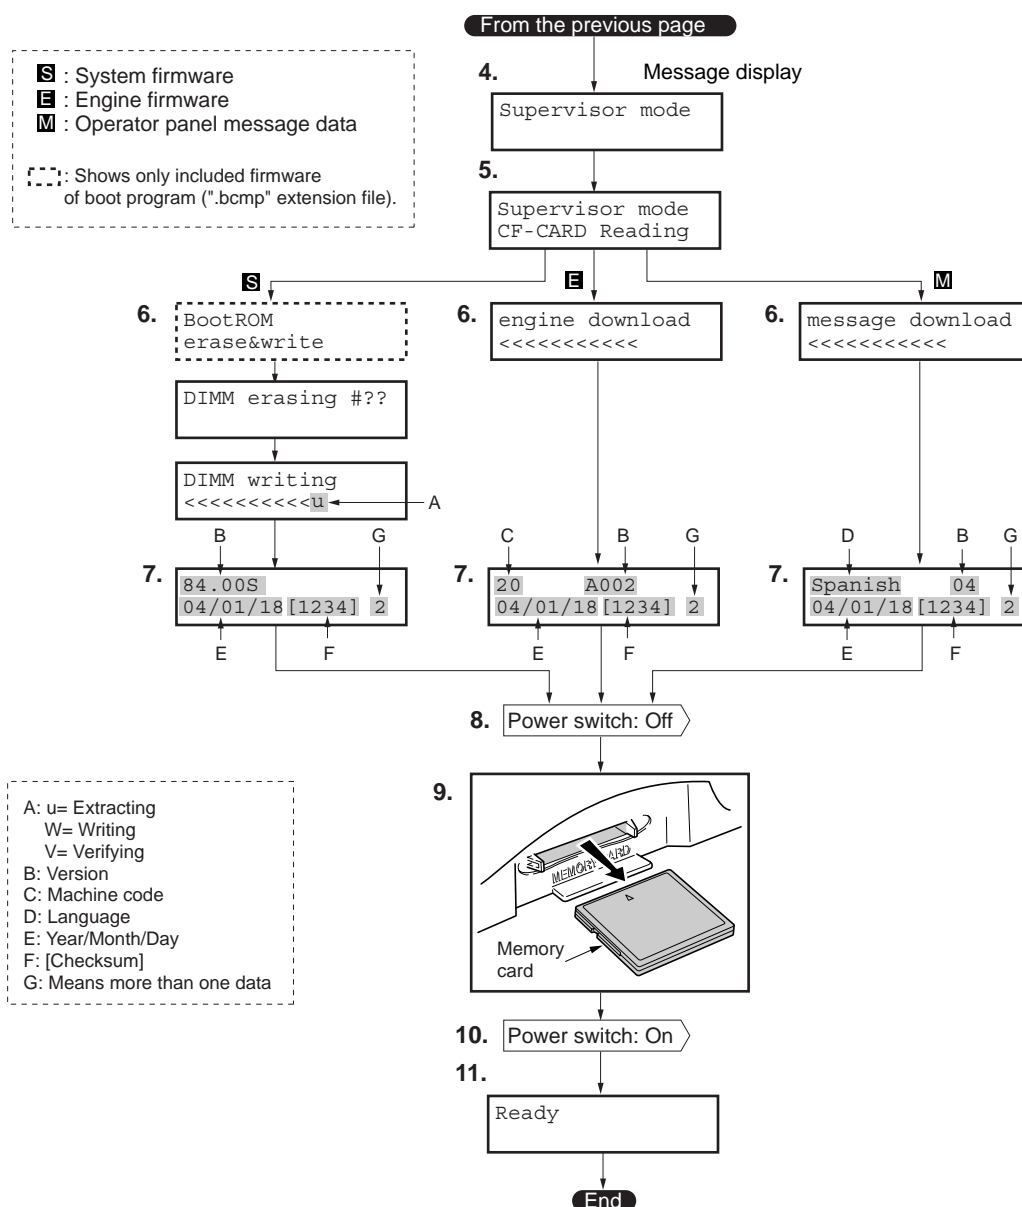 From the previous page
S : System firmware
E : Engine firmware
M : Operator panel message data
: Shows only included firmware
of boot program (".bcmp" extension file).
4.
Message display
Supervisor mode
5.
Supervisor mode
CF-CARD Reading
S
E
M
6.
BootROM
erase&write
6.
engine download
<<<<<<<<<<<
6.
message download
<<<<<<<<<<<
DIMM erasing #??
DIMM writing
<<<<<<<<<<u
A
B
G
C
B
G
D
B
G
7.
84.00S
04/01/18 [1234] 2
7.
20 A002
04/01/18 [1234] 2
7.
Spanish 04
04/01/18 [1234] 2
E
F
E
F
E
F
8.
Power switch: Off
9.
MEMORY CARD
Memory
card
A: u= Extracting
W= Writing
V= Verifying
B: Version
C: Machine code
D: Language
E: Year/Month/Day
F: [Checksum]
G: Means more than one data
10.
Power switch: On
11.
Ready
End